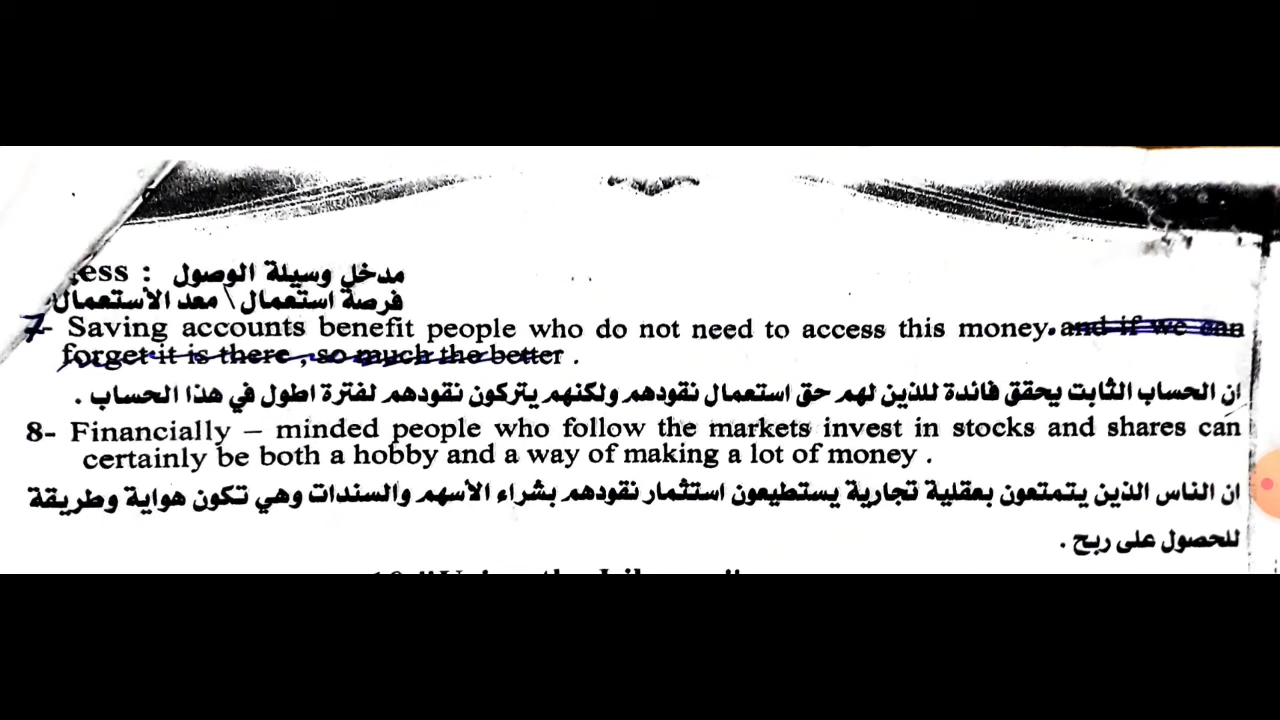 ess : مدخل وسيلة الوصول
فرصة استعمال \ معد الأستعمال
7- Saving accounts benefit people who do not need to access this money. and if we can
forget it is there , so much the better .
ان الحساب الثابت يحقق فائدة للذين لهم حق استعمال نقودهم ولكنهم يتركون نقودهم لفترة اطول في هذا الحساب .
8- Financially – minded people who follow the markets invest in stocks and shares can
certainly be both a hobby and a way of making a lot of money .
ان الناس الذين يتمتعون بعقلية تجارية يستطيعون استثمار نقودهم بشراء الأسهم والسندات وهي تكون هواية وطريقة
للحصول على ربح .